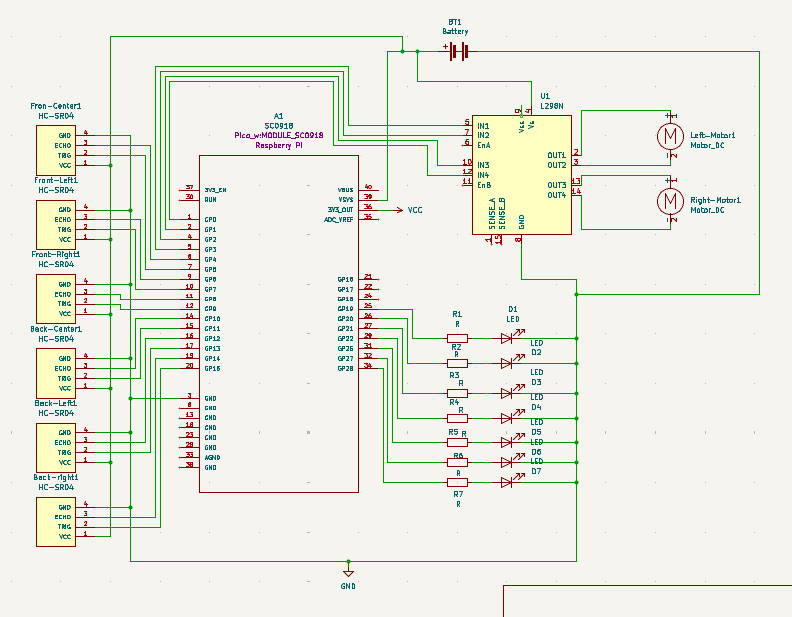 BT1
Battery
+
U1
L298N
5 IN1
7 IN2
6 EnA
10 IN3
12 IN4
11 EnB
9 Vss
4 Vs
OUT1 2
OUT2 3
OUT3 13
OUT4 14
SENSE_A 1
SENSE_B 15
GND 8
+ 1
M
- 2
Left-Motor1
Motor_DC
+ 1
M
- 2
Right-Motor1
Motor_DC
Fron-Center1
HC-SR04
GND 4
ECHO 3
TRIG 2
VCC 1
Front-Left1
HC-SR04
GND 4
ECHO 3
TRIG 2
VCC 1
Front-Right1
HC-SR04
GND 4
ECHO 3
TRIG 2
VCC 1
Back-Center1
HC-SR04
GND 4
ECHO 3
TRIG 2
VCC 1
Back-Left1
HC-SR04
GND 4
ECHO 3
TRIG 2
VCC 1
Back-right1
HC-SR04
GND 4
ECHO 3
TRIG 2
VCC 1
A1
SC0918
Pico_w:MODULE_SC0918
Raspberry Pi
37 3V3_EN
30 RUN
1 GP0
2 GP1
4 GP2
5 GP3
6 GP4
7 GP5
9 GP6
10 GP7
11 GP8
12 GP9
14 GP10
15 GP11
16 GP12
17 GP13
19 GP14
20 GP15
3 GND
8 GND
13 GND
18 GND
23 GND
28 GND
33 AGND
38 GND
VBUS 40
VSYS 39
3V3_OUT 36
ADC_VREF 35
VCC
GP16 21
GP17 22
GP18 24
GP19 25
GP20 26
GP21 27
GP22 29
GP26 31
GP27 32
GP28 34
R1
R
R2
R
R3
R
R4
R
R5 R
R6
R
R7
R
D1
LED
LED
D2
LED
D3
LED
D4
LED
D5
LED
D6
LED
D7
GND